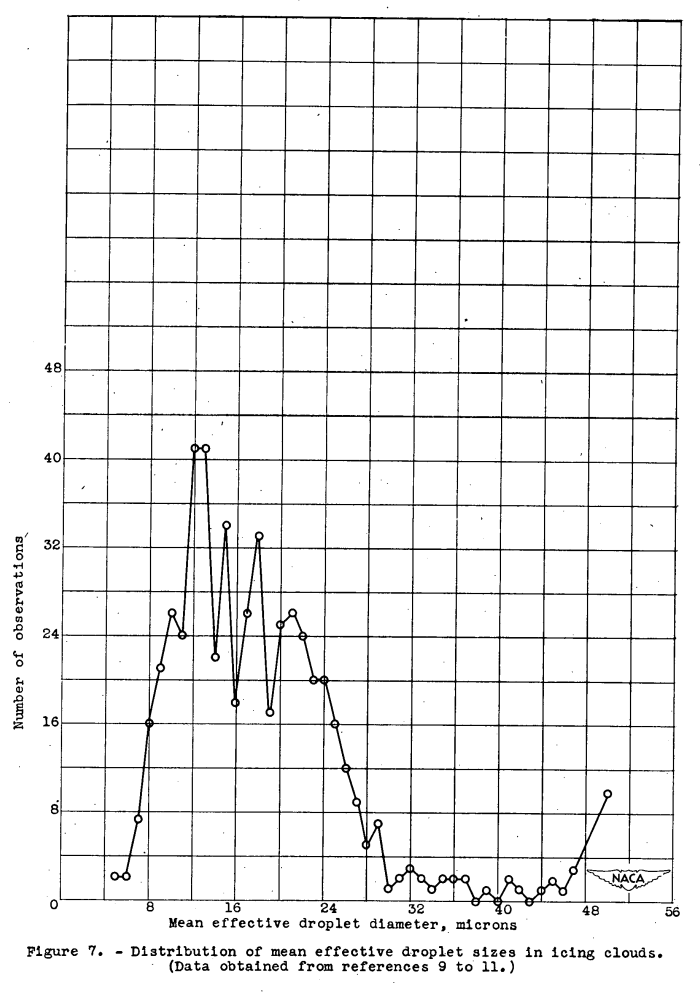 48
40
32
24
16
8
0
8 16 24 32 40 48 56
Number of observations
NACA
Mean effective droplet diameter, microns
Figure 7. - Distribution of mean effective droplet sizes in icing clouds.
(Data obtained from references 9 to 11.)